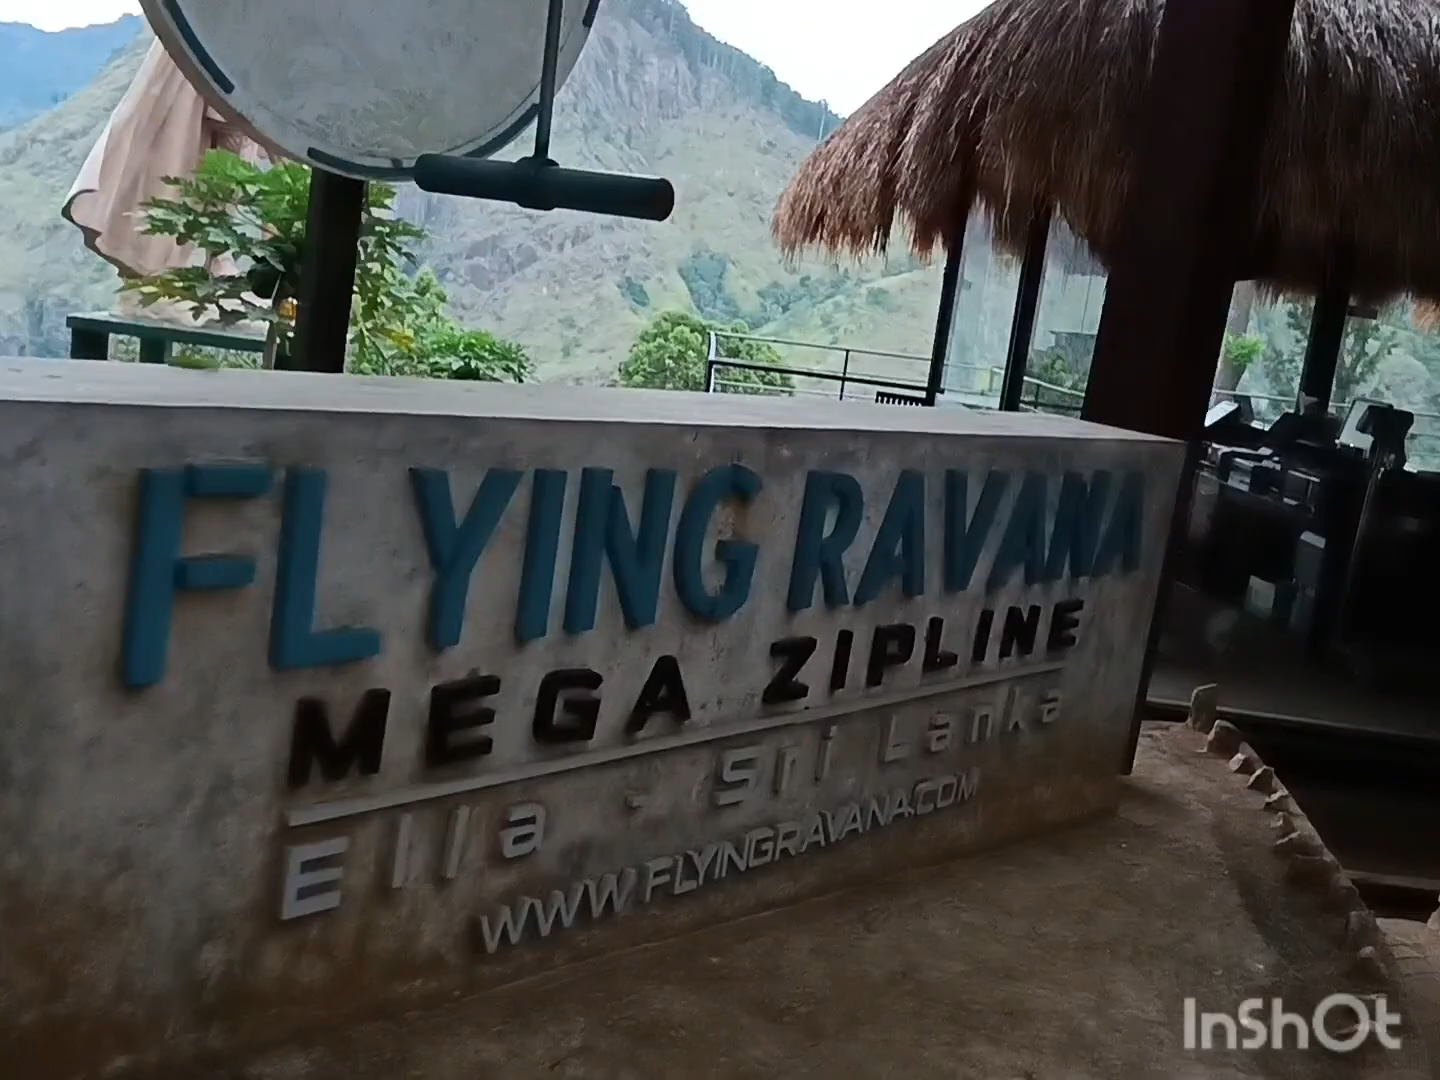 FLYING RAVANA
MEGA ZIPLINE
Ella - Sri Lanka
WWW.FLYINGRAVANA.COM
InShOt